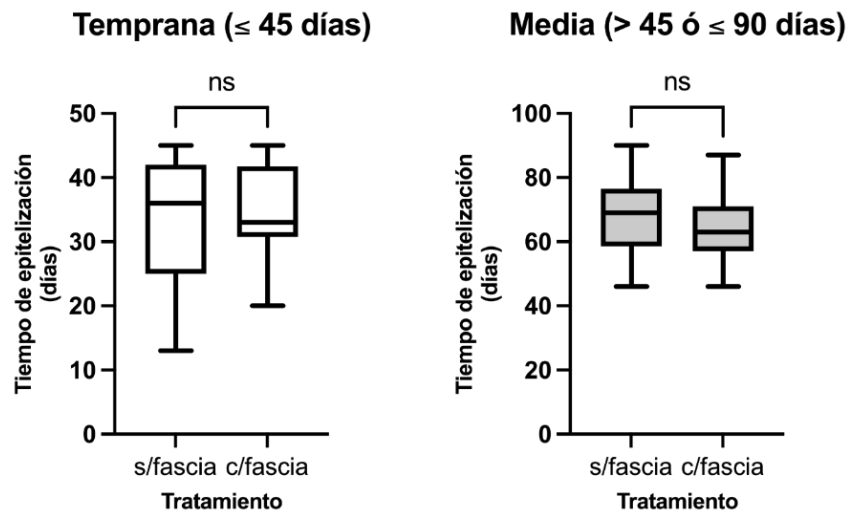 Temprana (≤ 45 días)
ns
50
40
30
20
10
0
Tiempo de epitelización
(días)
s/fascia c/fascia
Tratamiento
Media (> 45 ó ≤ 90 días)
ns
100
80
60
40
20
0
Tiempo de epitelización
(días)
s/fascia c/fascia
Tratamiento